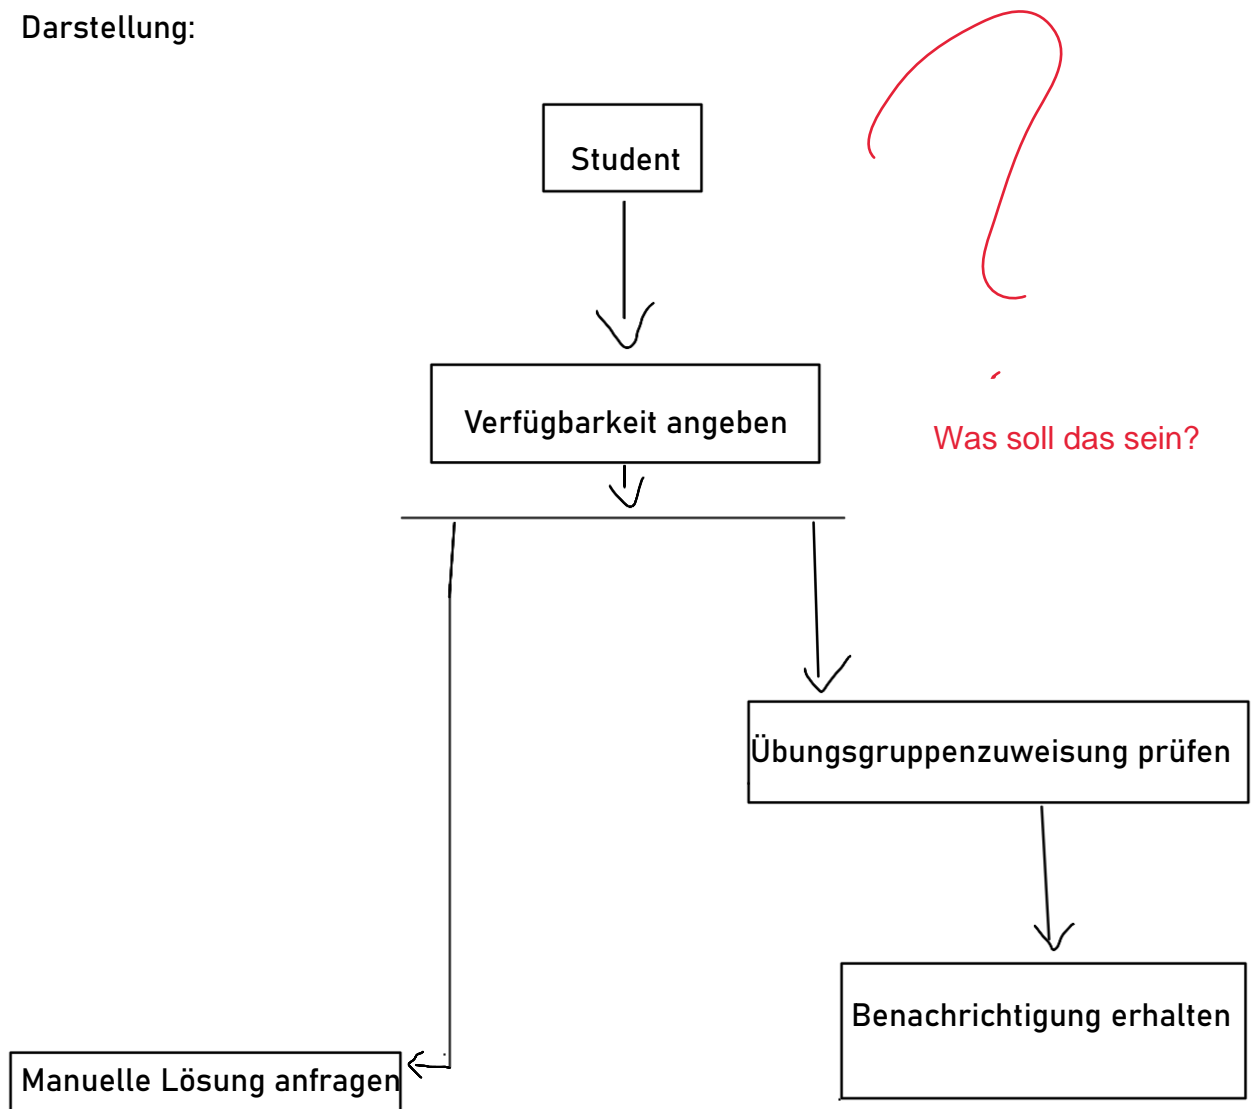 Darstellung:
Student
Verfügbarkeit angeben
Was soll das sein?
Übungsgruppenzuweisung prüfen
Benachrichtigung erhalten
Manuelle Lösung anfragen